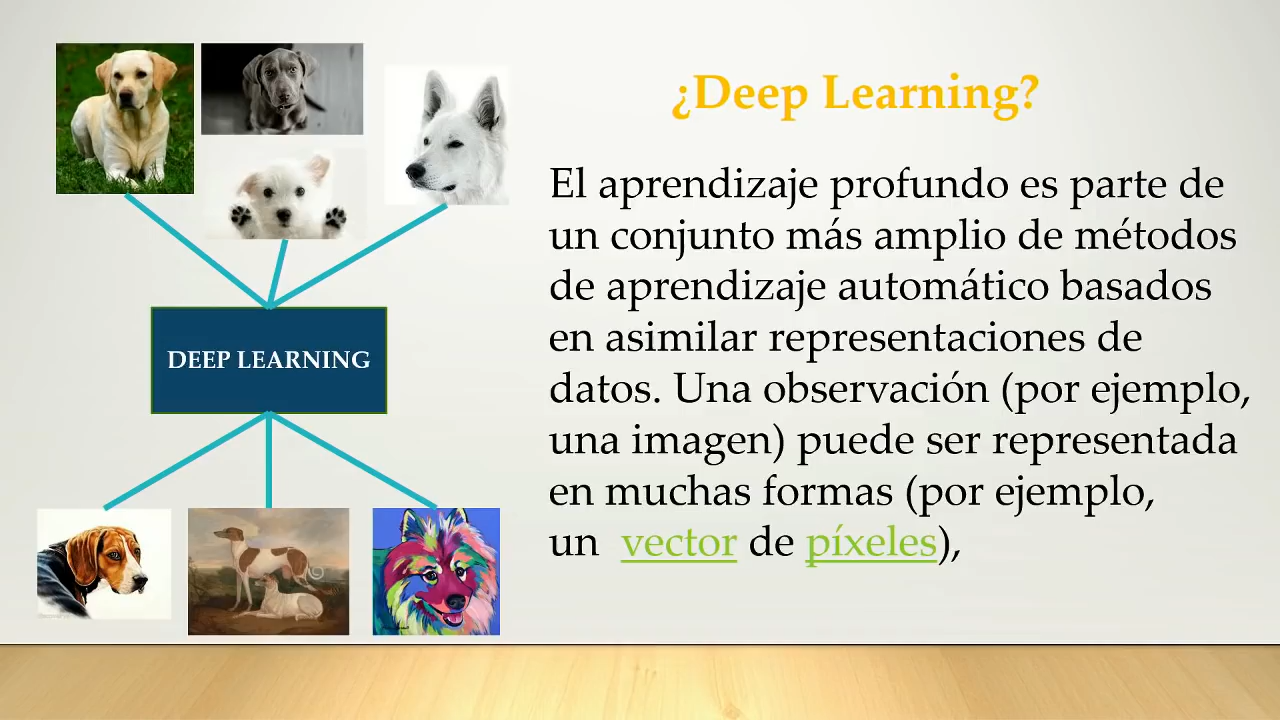 ¿Deep Learning?
DEEP LEARNING
El aprendizaje profundo es parte de
un conjunto más amplio de métodos
de aprendizaje automático basados
en asimilar representaciones de
datos. Una observación (por ejemplo,
una imagen) puede ser representada
en muchas formas (por ejemplo,
un vector de píxeles),